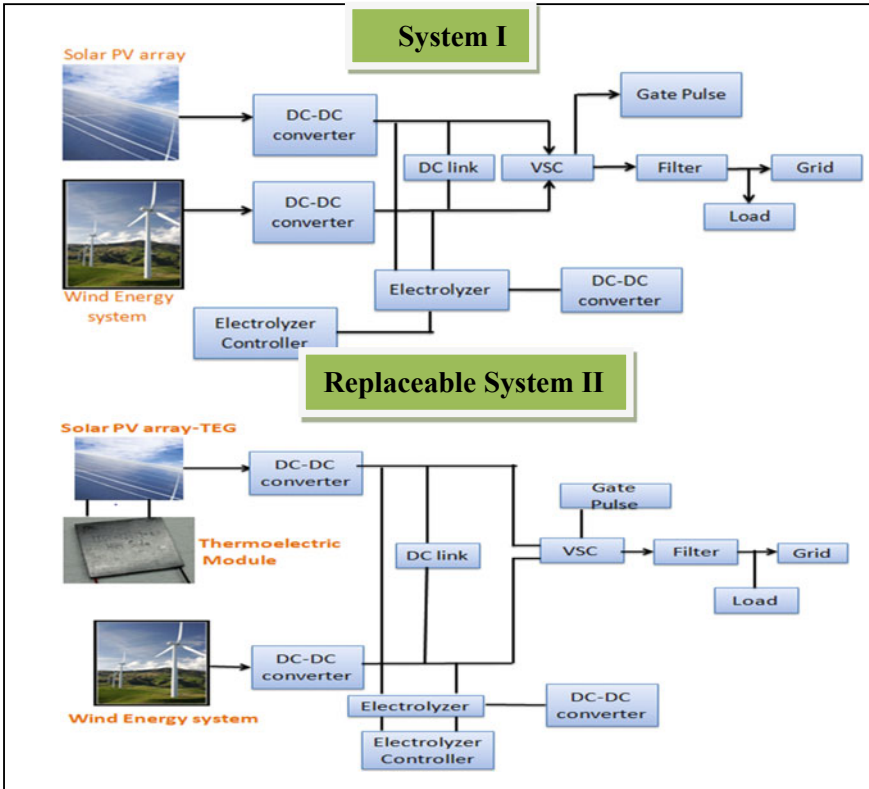 System I
Solar PV array
DC-DC
converter
Gate Pulse
DC link
VSC
Filter
Grid
DC-DC
converter
Load
Wind Energy
system
Electrolyzer
DC-DC
converter
Electrolyzer
Controller
Replaceable System II
Solar PV array-TEG
DC-DC
converter
Gate
Pulse
Thermoelectric
Module
DC link
VSC
Filter
Grid
Load
DC-DC
converter
Wind Energy system
Electrolyzer
DC-DC
converter
Electrolyzer
Controller